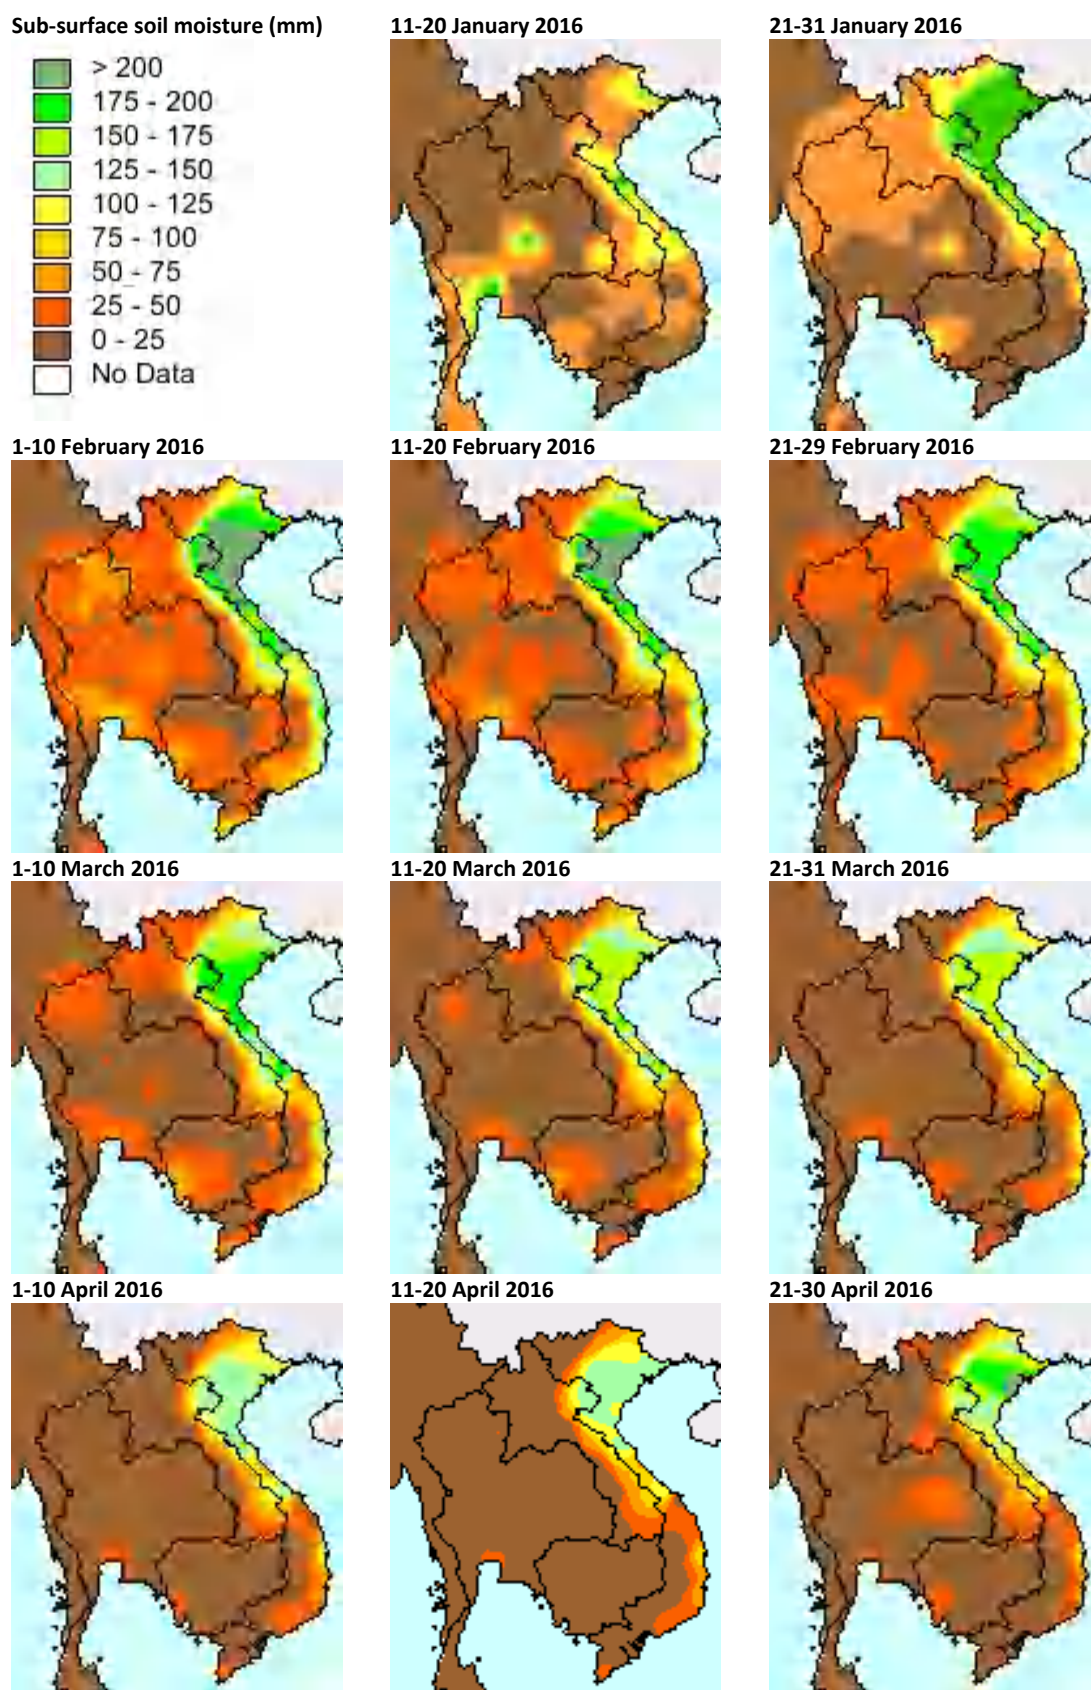 Sub-surface soil moisture (mm)
> 200
175 - 200
150 - 175
125 - 150
100 - 125
75 - 100
50 - 75
25 - 50
0 - 25
No Data
11-20 January 2016
21-31 January 2016
1-10 February 2016
11-20 February 2016
21-29 February 2016
1-10 March 2016
11-20 March 2016
21-31 March 2016
1-10 April 2016
11-20 April 2016
21-30 April 2016